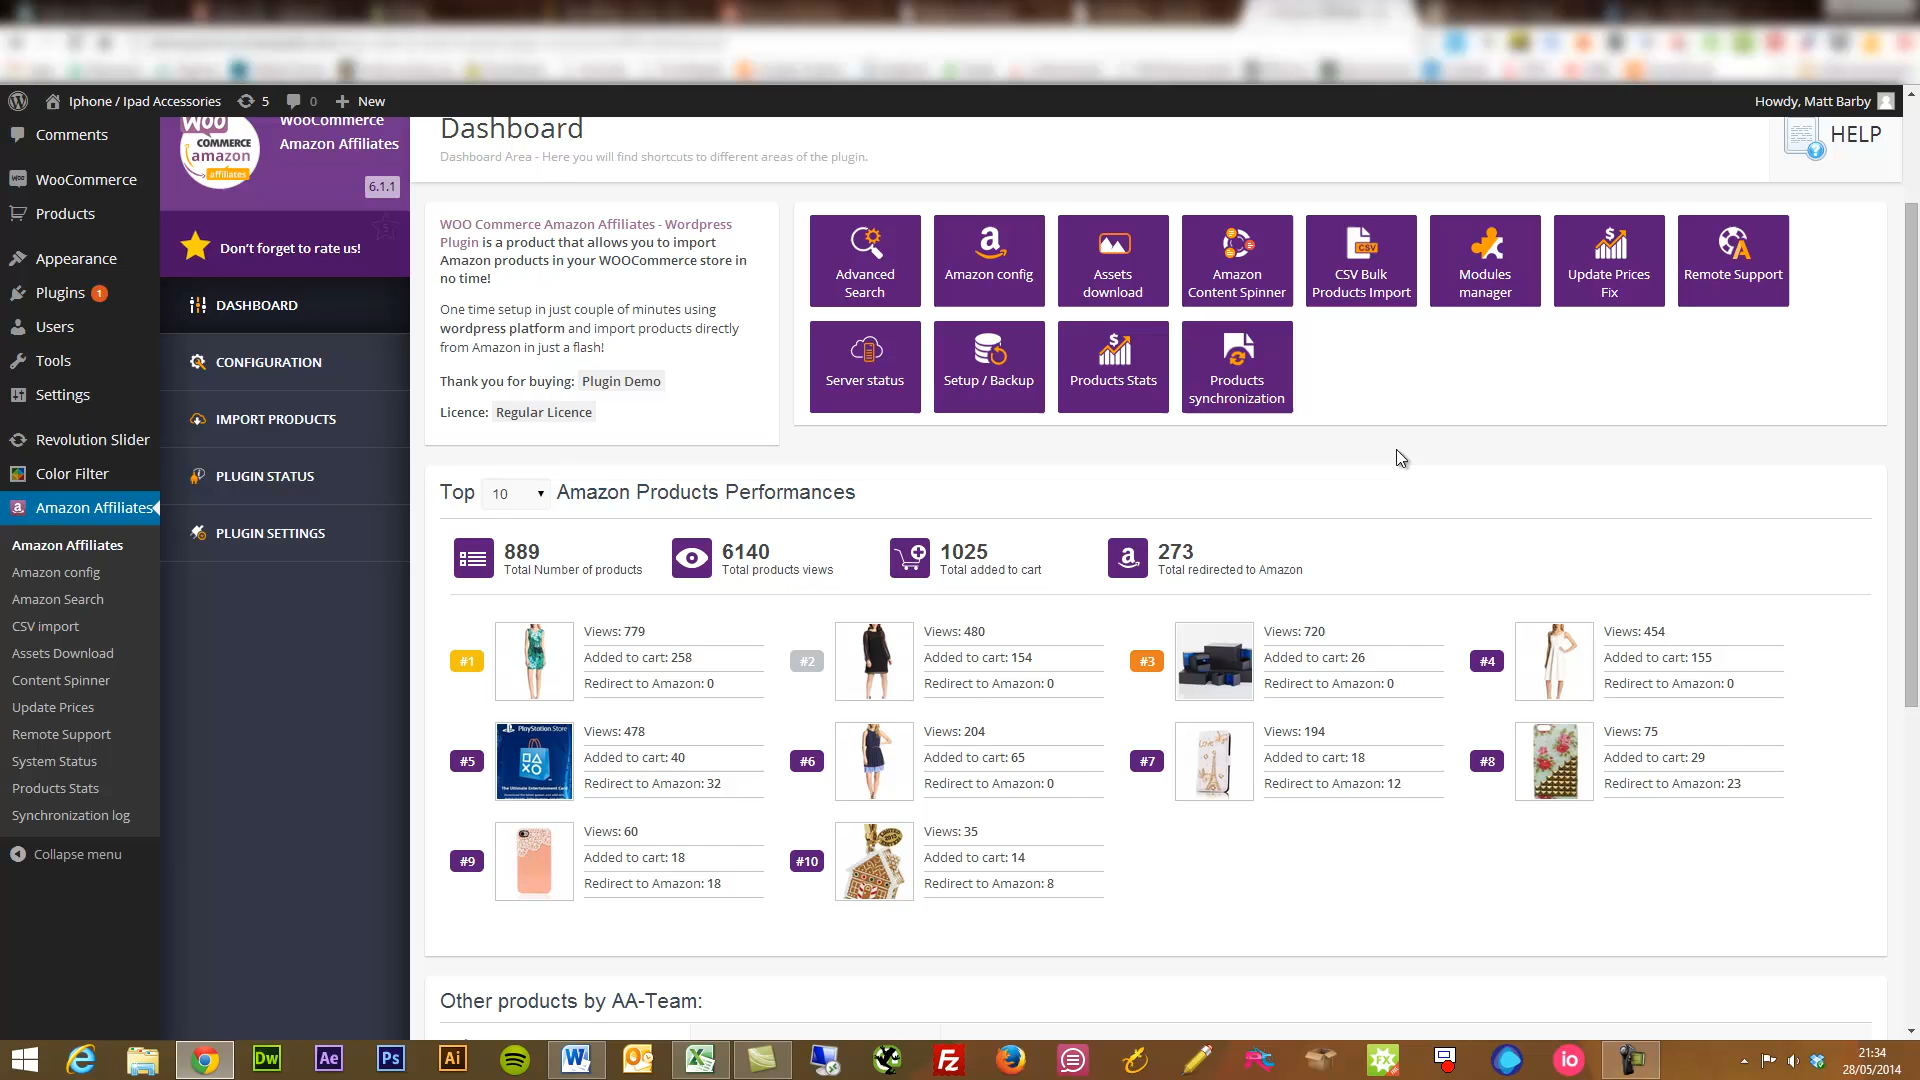 Iphone / Ipad Accessories
5
0
New
Howdy, Matt Barby
Comments
WooCommerce
Products
Appearance
Plugins 1
Users
Tools
Settings
Revolution Slider
Color Filter
Amazon Affiliates
Amazon Affiliates
Amazon config
Amazon Search
CSV import
Assets Download
Content Spinner
Update Prices
Remote Support
System Status
Products Stats
Synchronization log
Collapse menu
WOO
COMMERCE
amazon
affiliates
WooCommerce
Amazon Affiliates
6.1.1
Don't forget to rate us!
DASHBOARD
CONFIGURATION
IMPORT PRODUCTS
PLUGIN STATUS
PLUGIN SETTINGS
Dashboard
Dashboard Area - Here you will find shortcuts to different areas of the plugin.
HELP
WOO Commerce Amazon Affiliates - Wordpress
Plugin is a product that allows you to import
Amazon products in your WOOCommerce store in
no time!
One time setup in just couple of minutes using
wordpress platform and import products directly
from Amazon in just a flash!
Thank you for buying: Plugin Demo
Licence: Regular Licence
Advanced
Search
Amazon config
Assets
download
Amazon
Content Spinner
CSV
CSV Bulk
Products Import
Modules
manager
Update Prices
Fix
Remote Support
Server status
Setup / Backup
Products Stats
Products
synchronization
Top 10 Amazon Products Performances
889
Total Number of products
6140
Total products views
1025
Total added to cart
273
Total redirected to Amazon
#1
Views: 779
Added to cart: 258
Redirect to Amazon: 0
#2
Views: 480
Added to cart: 154
Redirect to Amazon: 0
#3
Views: 720
Added to cart: 26
Redirect to Amazon: 0
#4
Views: 454
Added to cart: 155
Redirect to Amazon: 0
#5
PlayStation Store
Views: 478
Added to cart: 40
Redirect to Amazon: 32
#6
Views: 204
Added to cart: 65
Redirect to Amazon: 0
#7
Views: 194
Added to cart: 18
Redirect to Amazon: 12
#8
Views: 75
Added to cart: 29
Redirect to Amazon: 23
#9
Views: 60
Added to cart: 18
Redirect to Amazon: 18
#10
Views: 35
Added to cart: 14
Redirect to Amazon: 8
Other products by AA-Team:
Dw
Ae
Ps
Ai
Fz
FX
io
21:34
28/05/2014